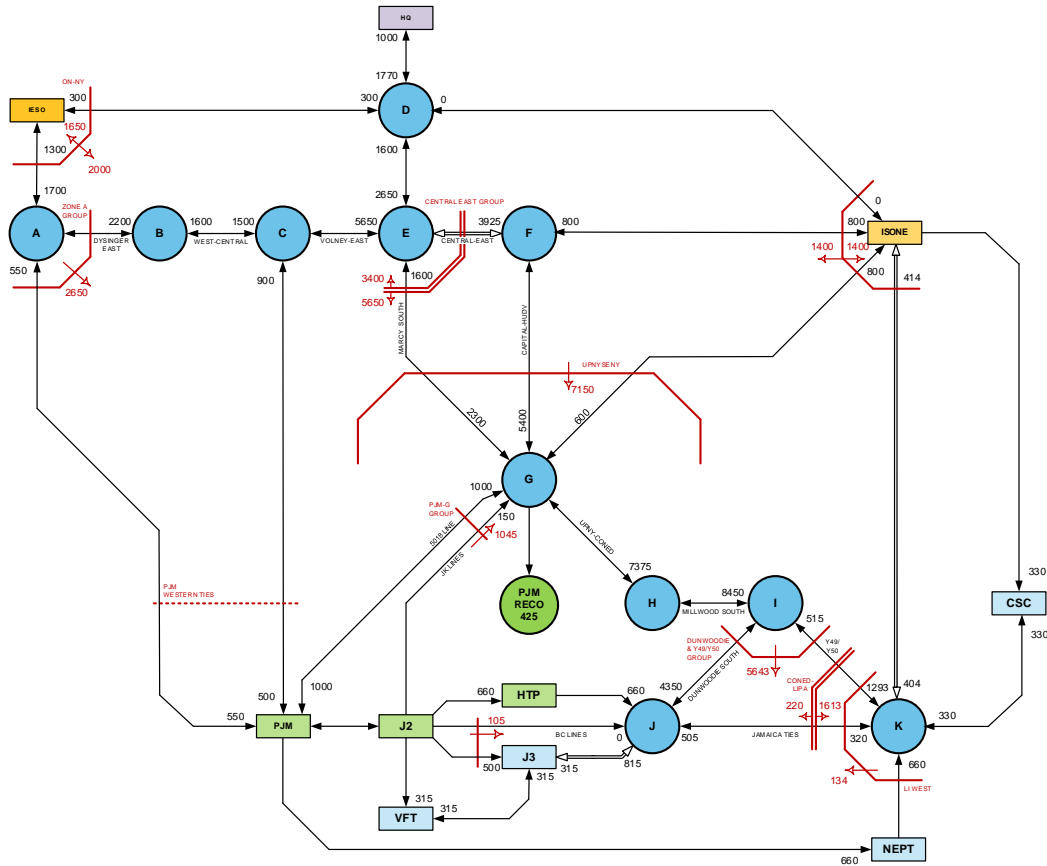 HQ
1000
1770
ON-NY
IESO
300
300
D
0
1650
1300
2000
1600
1700
0
ZONE A
GROUP
2650
CENTRAL EAST GROUP
A
2200
B
1600
1500
C
5650
E
3925
F
800
800
ISONE
DYSINGER
EAST
WEST-CENTRAL
VOLNEY-EAST
CENTRAL-EAST
550
2650
900
3400
1600
5650
1400
1400
800
414
MARCY SOUTH
CAPITAL-HUDV
UPNYSENY
7150
2300
5400
600
G
1000
PJM-G
GROUP
150
1045
5018 LINE
JK LINES
UPNY-CONED
PJM
WESTERN TIES
PJM
RECO
425
7375
H
8450
MILLWOOD SOUTH
I
515
330
CSC
330
DUNWOODIE
& Y49/Y50
GROUP
Y49/
Y50
5643
DUNWOODIE SOUTH
CONED-
LIPA
1293
404
500
1000
660
HTP
660
4350
220
1613
550
PJM
J2
105
BC LINES
0
J
505
JAMAICA TIES
320
K
330
500
J3
315
315
815
134
660
LI WEST
315
VFT
315
660
NEPT